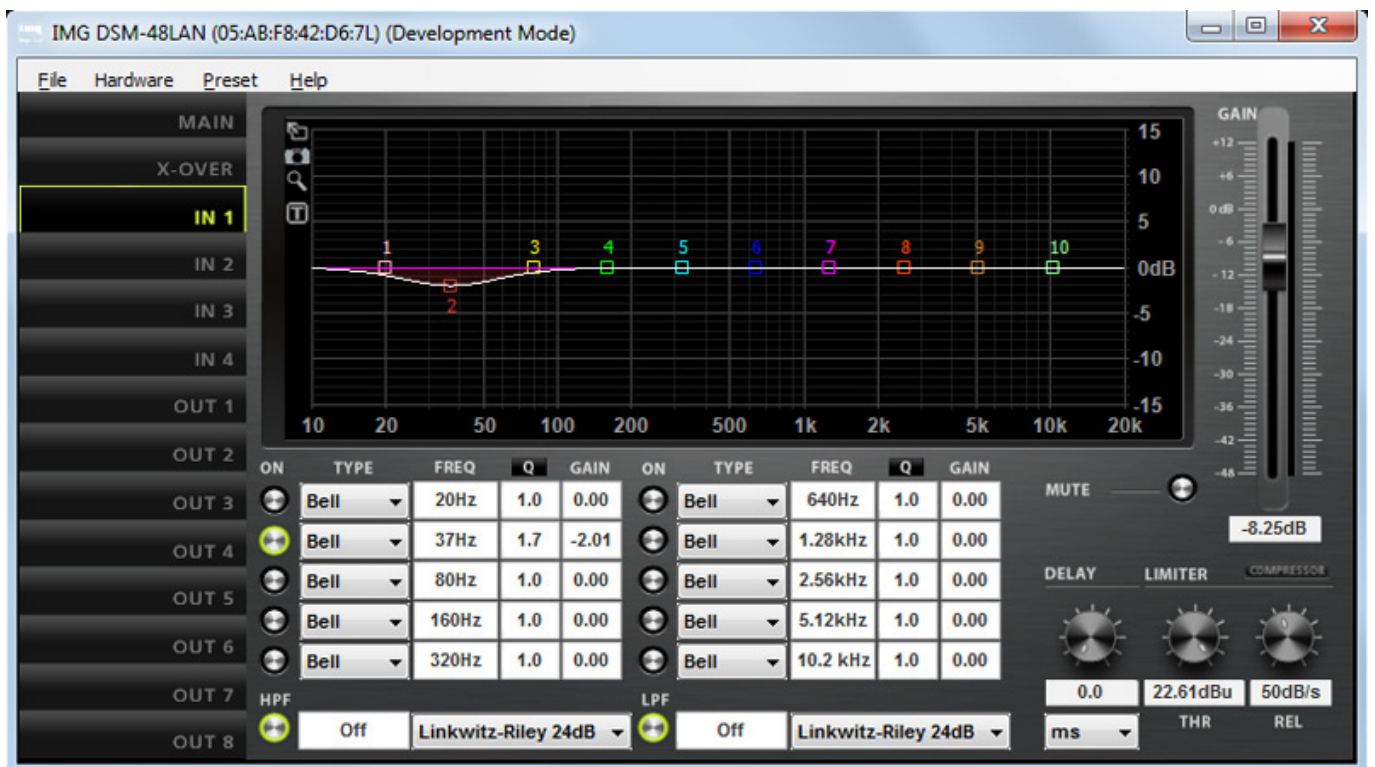 IMG DSM-48LAN (05:AB:F8:42:D6:7L) (Development Mode)
File Hardware Preset Help
MAIN
X-OVER
IN 1
IN 2
IN 3
IN 4
OUT 1
OUT 2
OUT 3
OUT 4
OUT 5
OUT 6
OUT 7
OUT 8
T
1 2 3 4 5 6 7 8 9 10
15
10
5
0dB
-5
-10
-15
10 20 50 100 200 500 1k 2k 5k 10k 20k
GAIN
+12
+6
0 dB
-6
-12
-18
-24
-30
-36
-42
-48
-8.25dB
MUTE
ON TYPE FREQ Q GAIN ON TYPE FREQ Q GAIN
Bell 20Hz 1.0 0.00 Bell 640Hz 1.0 0.00
Bell 37Hz 1.7 -2.01 Bell 1.28kHz 1.0 0.00
Bell 80Hz 1.0 0.00 Bell 2.56kHz 1.0 0.00
Bell 160Hz 1.0 0.00 Bell 5.12kHz 1.0 0.00
Bell 320Hz 1.0 0.00 Bell 10.2 kHz 1.0 0.00
HPF LPF
Off Linkwitz-Riley 24dB Off Linkwitz-Riley 24dB
DELAY LIMITER COMPRESSOR
0.0 22.61dBu 50dB/s
ms THR REL